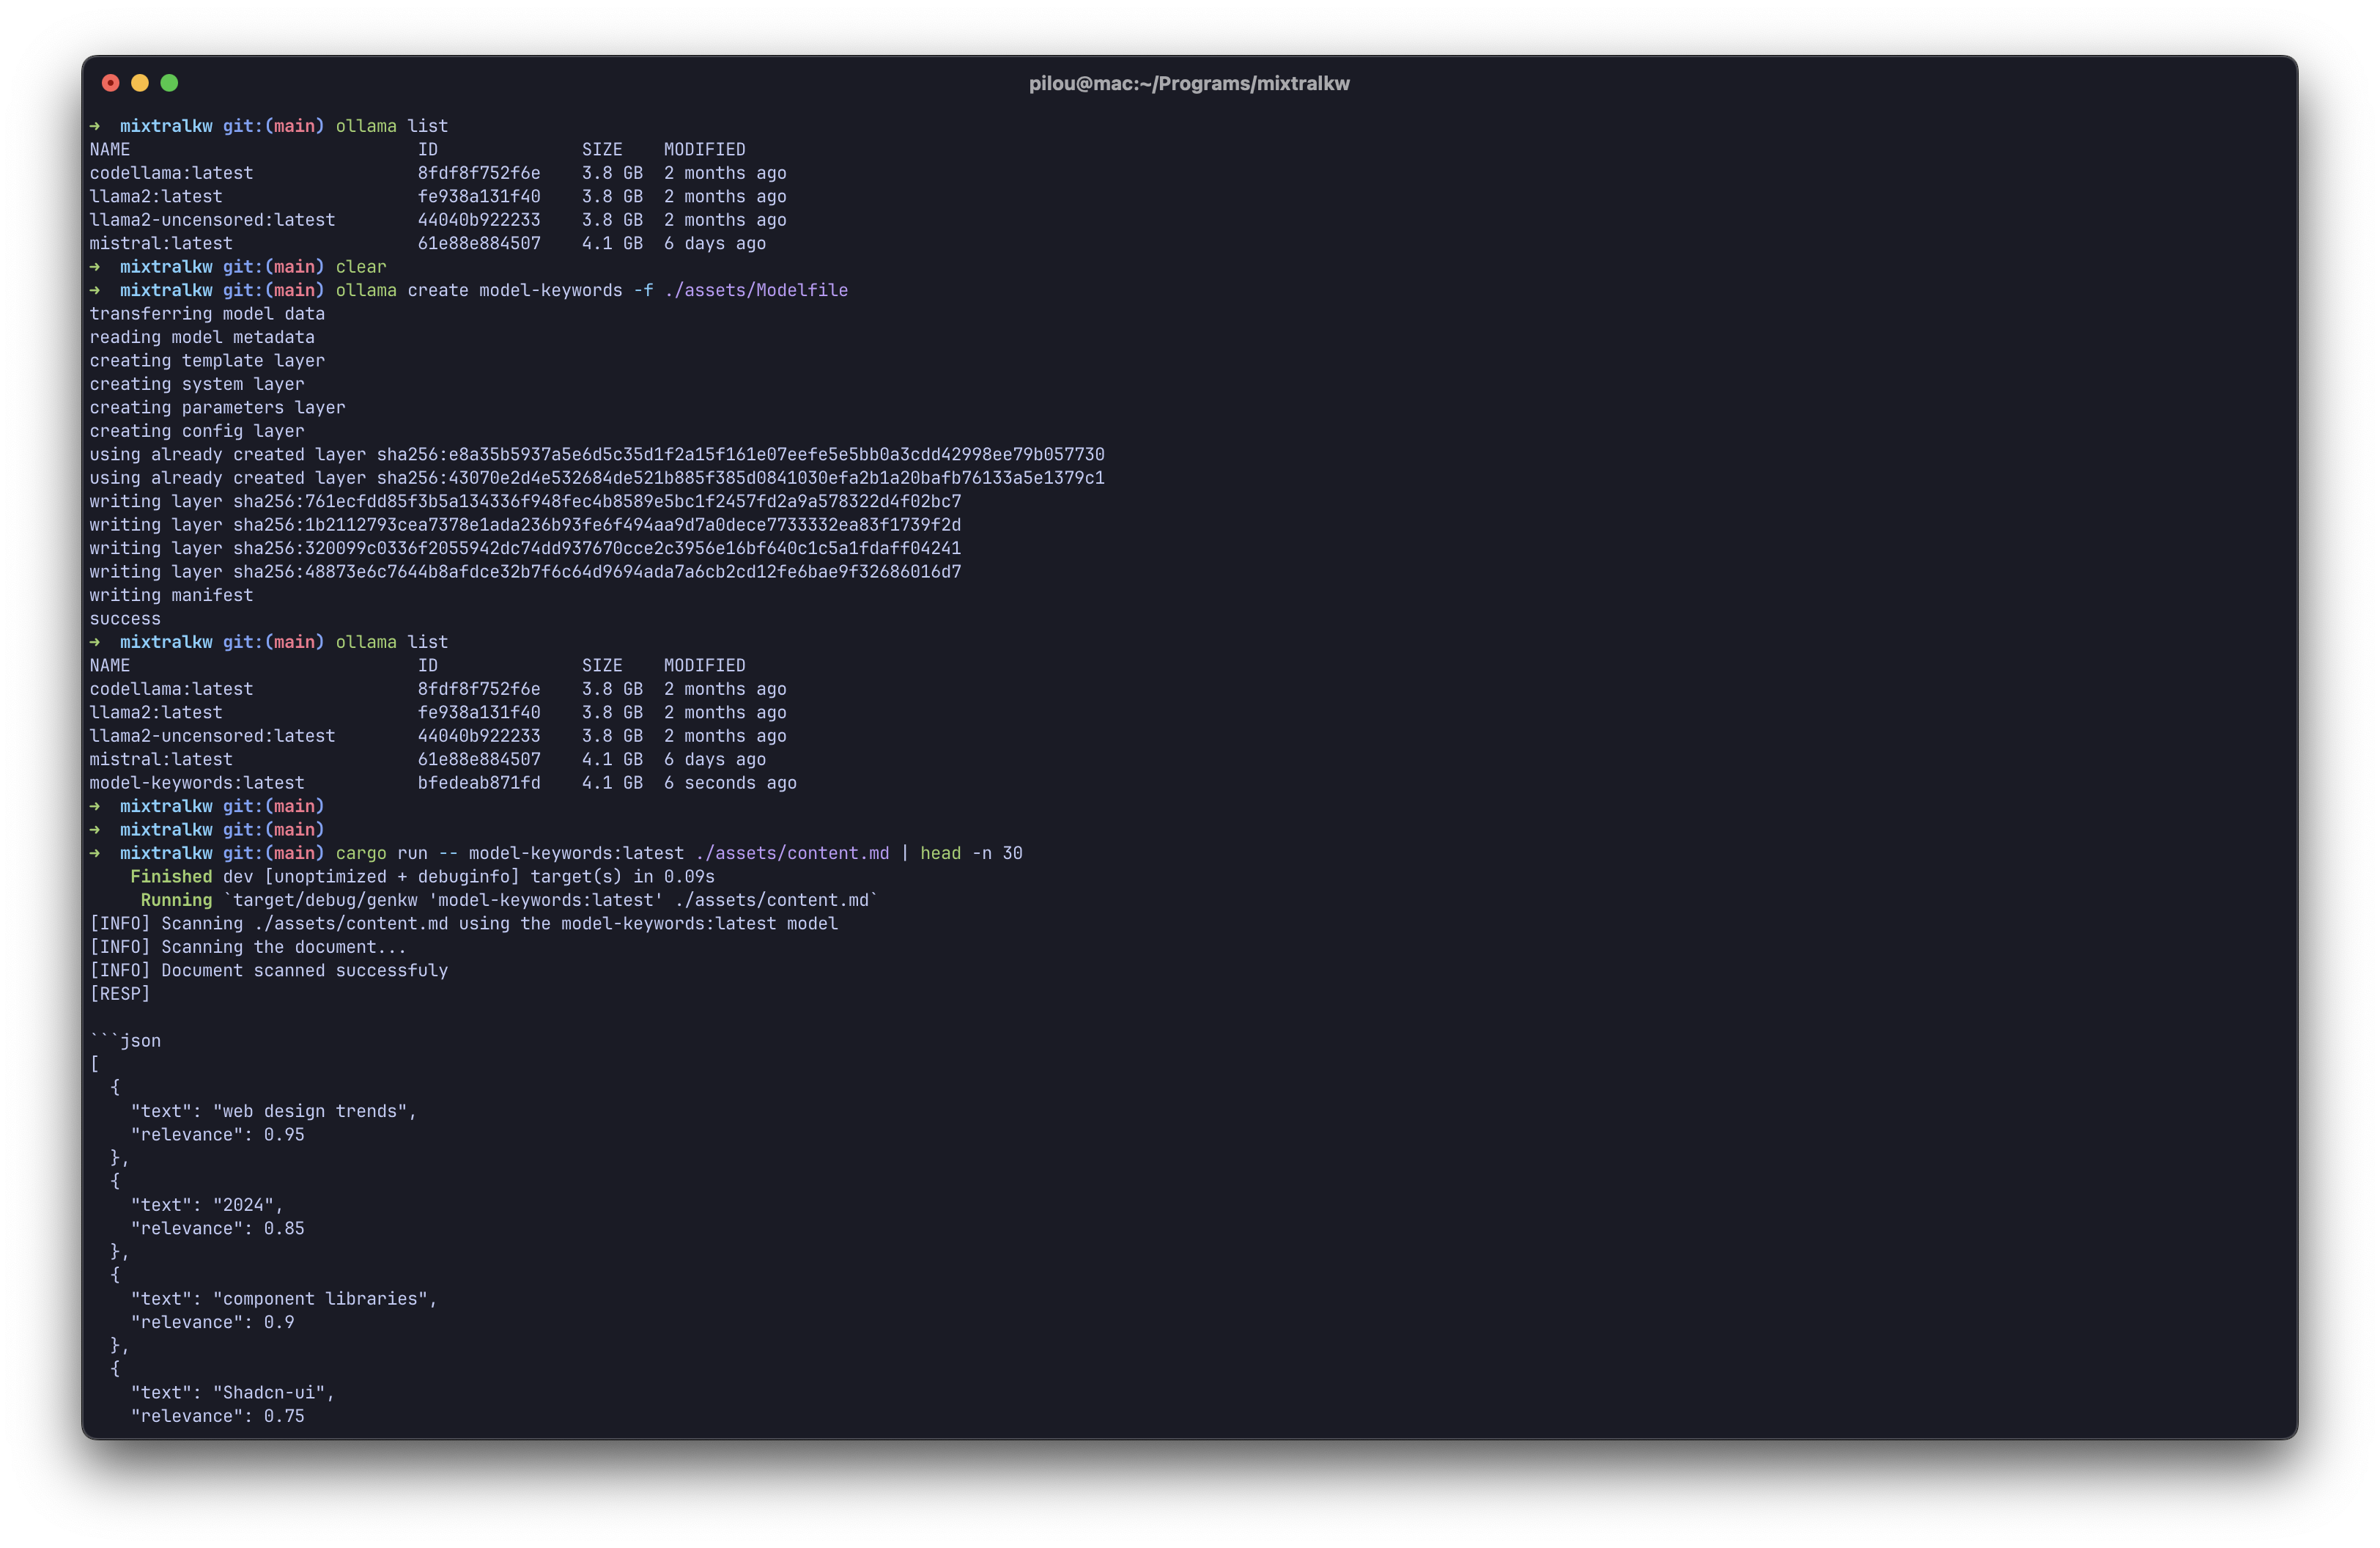 pilou@mac:~/Programs/mixtralkw
➜  mixtralkw git:(main) ollama list
NAME                            ID              SIZE    MODIFIED
codellama:latest                8fdf8f752f6e    3.8 GB  2 months ago
llama2:latest                   fe938a131f40    3.8 GB  2 months ago
llama2-uncensored:latest        44040b922233    3.8 GB  2 months ago
mistral:latest                  61e88e884507    4.1 GB  6 days ago
➜  mixtralkw git:(main) clear
➜  mixtralkw git:(main) ollama create model-keywords -f ./assets/Modelfile
transferring model data
reading model metadata
creating template layer
creating system layer
creating parameters layer
creating config layer
using already created layer sha256:e8a35b5937a5e6d5c35d1f2a15f161e07eefe5e5bb0a3cdd42998ee79b057730
using already created layer sha256:43070e2d4e532684de521b885f385d0841030efa2b1a20bafb76133a5e1379c1
writing layer sha256:761ecfdd85f3b5a134336f948fec4b8589e5bc1f2457fd2a9a578322d4f02bc7
writing layer sha256:1b2112793cea7378e1ada236b93fe6f494aa9d7a0dece7733332ea83f1739f2d
writing layer sha256:320099c0336f2055942dc74dd937670cce2c3956e16bf640c1c5a1fdaff04241
writing layer sha256:48873e6c7644b8afdce32b7f6c64d9694ada7a6cb2cd12fe6bae9f32686016d7
writing manifest
success
➜  mixtralkw git:(main) ollama list
NAME                            ID              SIZE    MODIFIED
codellama:latest                8fdf8f752f6e    3.8 GB  2 months ago
llama2:latest                   fe938a131f40    3.8 GB  2 months ago
llama2-uncensored:latest        44040b922233    3.8 GB  2 months ago
mistral:latest                  61e88e884507    4.1 GB  6 days ago
model-keywords:latest           bfedeab871fd    4.1 GB  6 seconds ago
➜  mixtralkw git:(main)
➜  mixtralkw git:(main)
➜  mixtralkw git:(main) cargo run -- model-keywords:latest ./assets/content.md | head -n 30
    Finished dev [unoptimized + debuginfo] target(s) in 0.09s
     Running `target/debug/genkw 'model-keywords:latest' ./assets/content.md`
[INFO] Scanning ./assets/content.md using the model-keywords:latest model
[INFO] Scanning the document...
[INFO] Document scanned successfuly
[RESP]

```json
[
  {
    "text": "web design trends",
    "relevance": 0.95
  },
  {
    "text": "2024",
    "relevance": 0.85
  },
  {
    "text": "component libraries",
    "relevance": 0.9
  },
  {
    "text": "Shadcn-ui",
    "relevance": 0.75